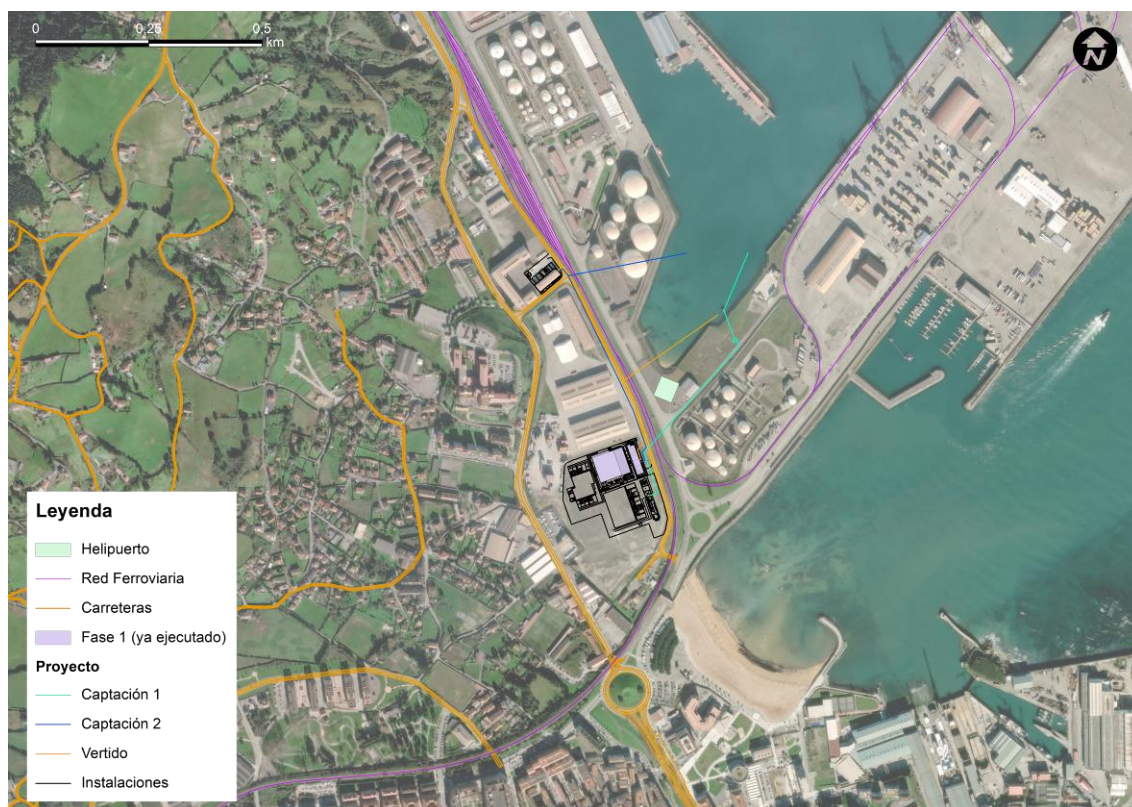 0 0,25 0,5
km
N
Leyenda
Helipuerto
Red Ferroviaria
Carreteras
Fase 1 (ya ejecutado)
Proyecto
Captación 1
Captación 2
Vertido
Instalaciones